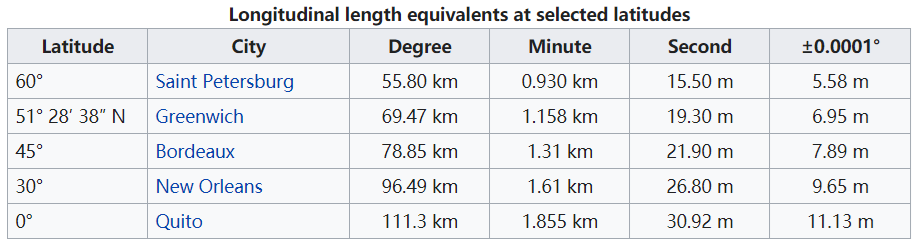 Longitudinal length equivalents at selected latitudes
Latitude City Degree Minute Second ±0.0001°
60° Saint Petersburg 55.80 km 0.930 km 15.50 m 5.58 m
51° 28′ 38″ N Greenwich 69.47 km 1.158 km 19.30 m 6.95 m
45° Bordeaux 78.85 km 1.31 km 21.90 m 7.89 m
30° New Orleans 96.49 km 1.61 km 26.80 m 9.65 m
0° Quito 111.3 km 1.855 km 30.92 m 11.13 m